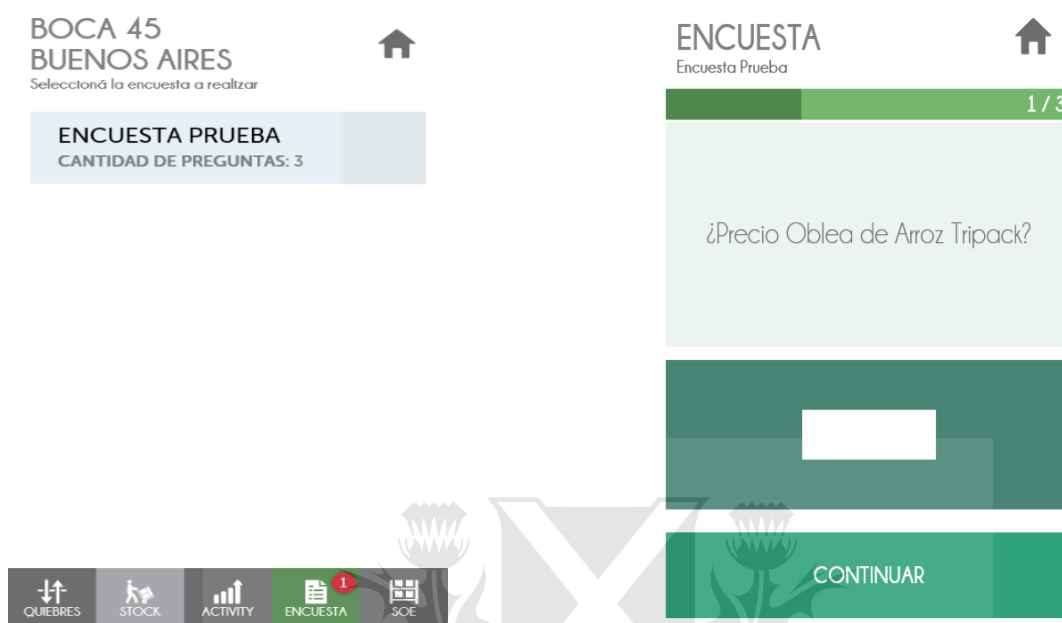 BOCA 45
BUENOS AIRES
Seleccioná la encuesta a realizar
ENCUESTA PRUEBA
CANTIDAD DE PREGUNTAS: 3
QUIEBRES
STOCK
ACTIVITY
ENCUESTA
1
SOE
ENCUESTA
Encuesta Prueba
1 / 3
¿Precio Oblea de Arroz Tripack?
CONTINUAR